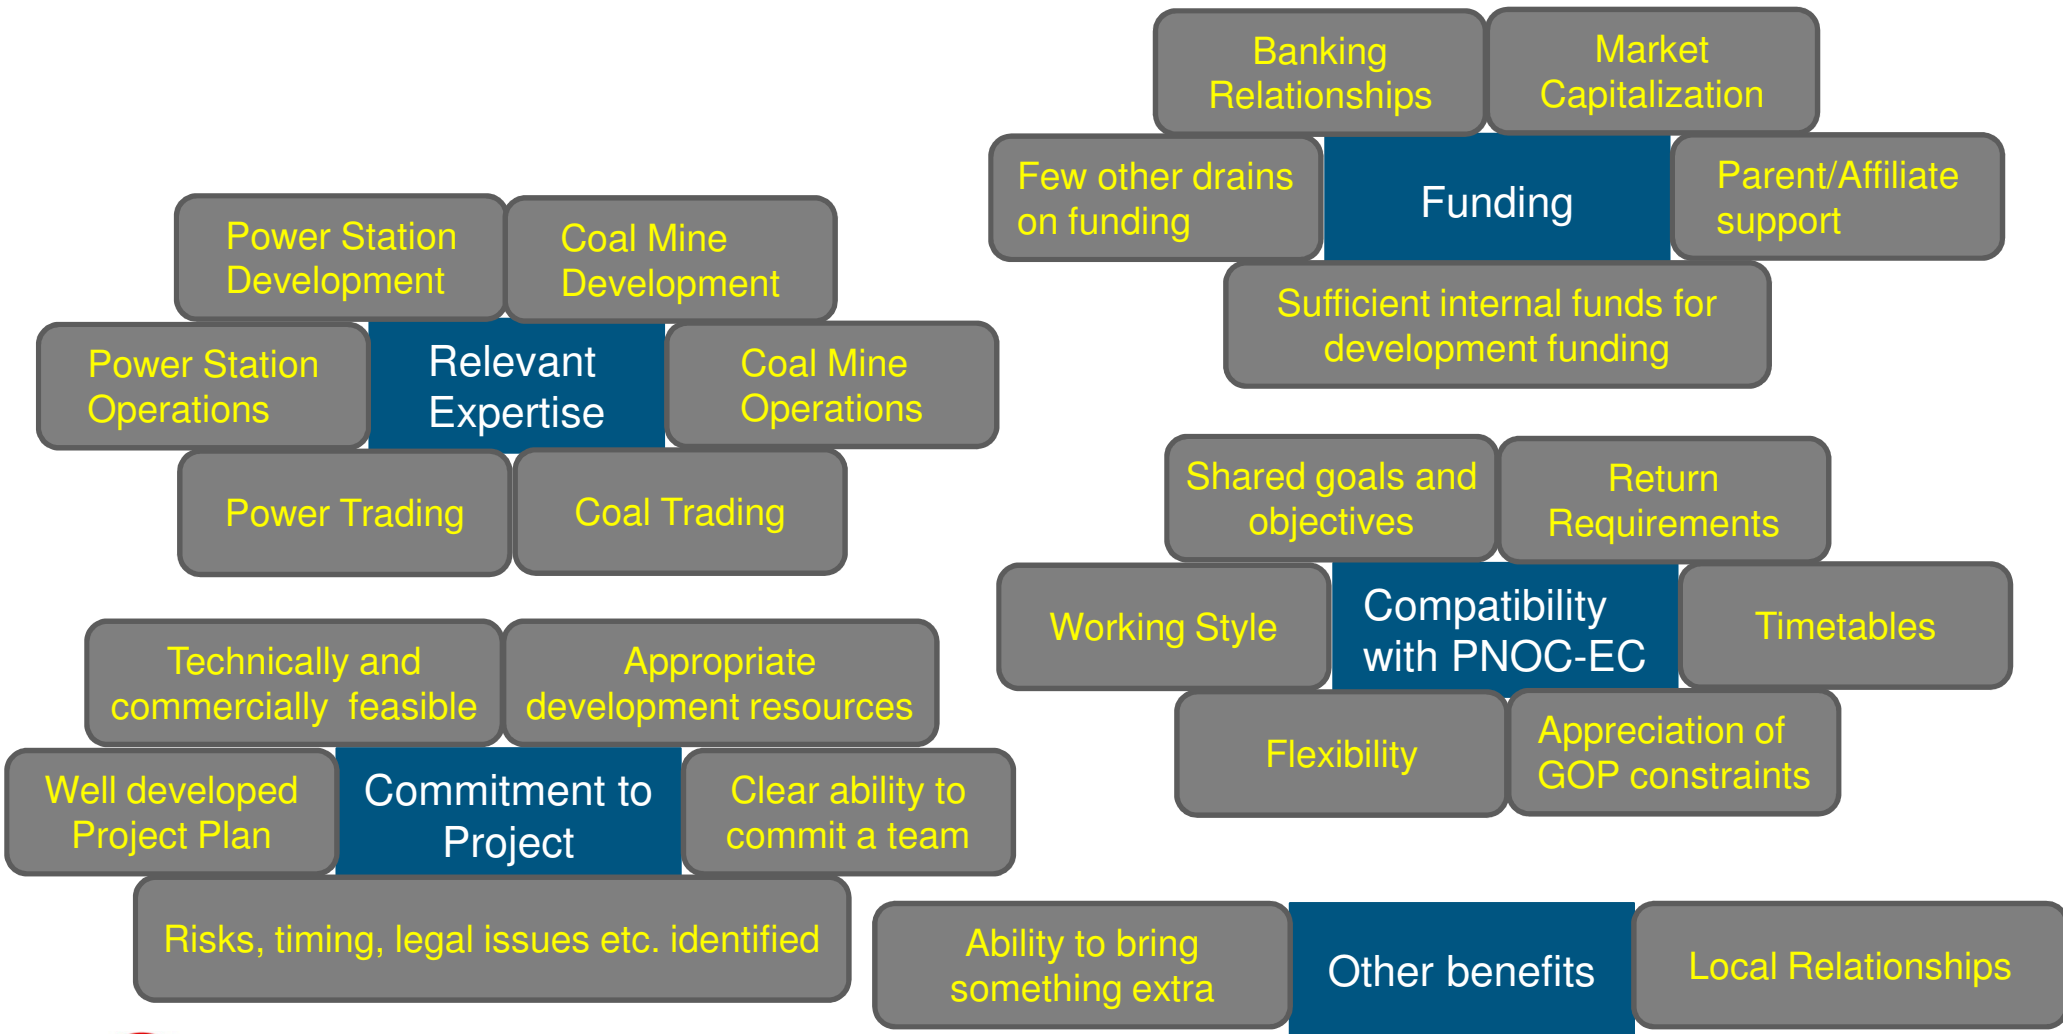 Banking
Relationships
Market
Capitalization
Few other drains
on funding
Funding
Parent/Affiliate
support
Sufficient internal funds for
development funding
Power Station
Development
Coal Mine
Development
Power Station
Operations
Relevant
Expertise
Coal Mine
Operations
Power Trading
Coal Trading
Shared goals and
objectives
Return
Requirements
Working Style
Compatibility
with PNOC-EC
Timetables
Flexibility
Appreciation of
GOP constraints
Technically and
commercially  feasible
Appropriate
development resources
Well developed
Project Plan
Commitment to
Project
Clear ability to
commit a team
Risks, timing, legal issues etc. identified
Ability to bring
something extra
Other benefits
Local Relationships